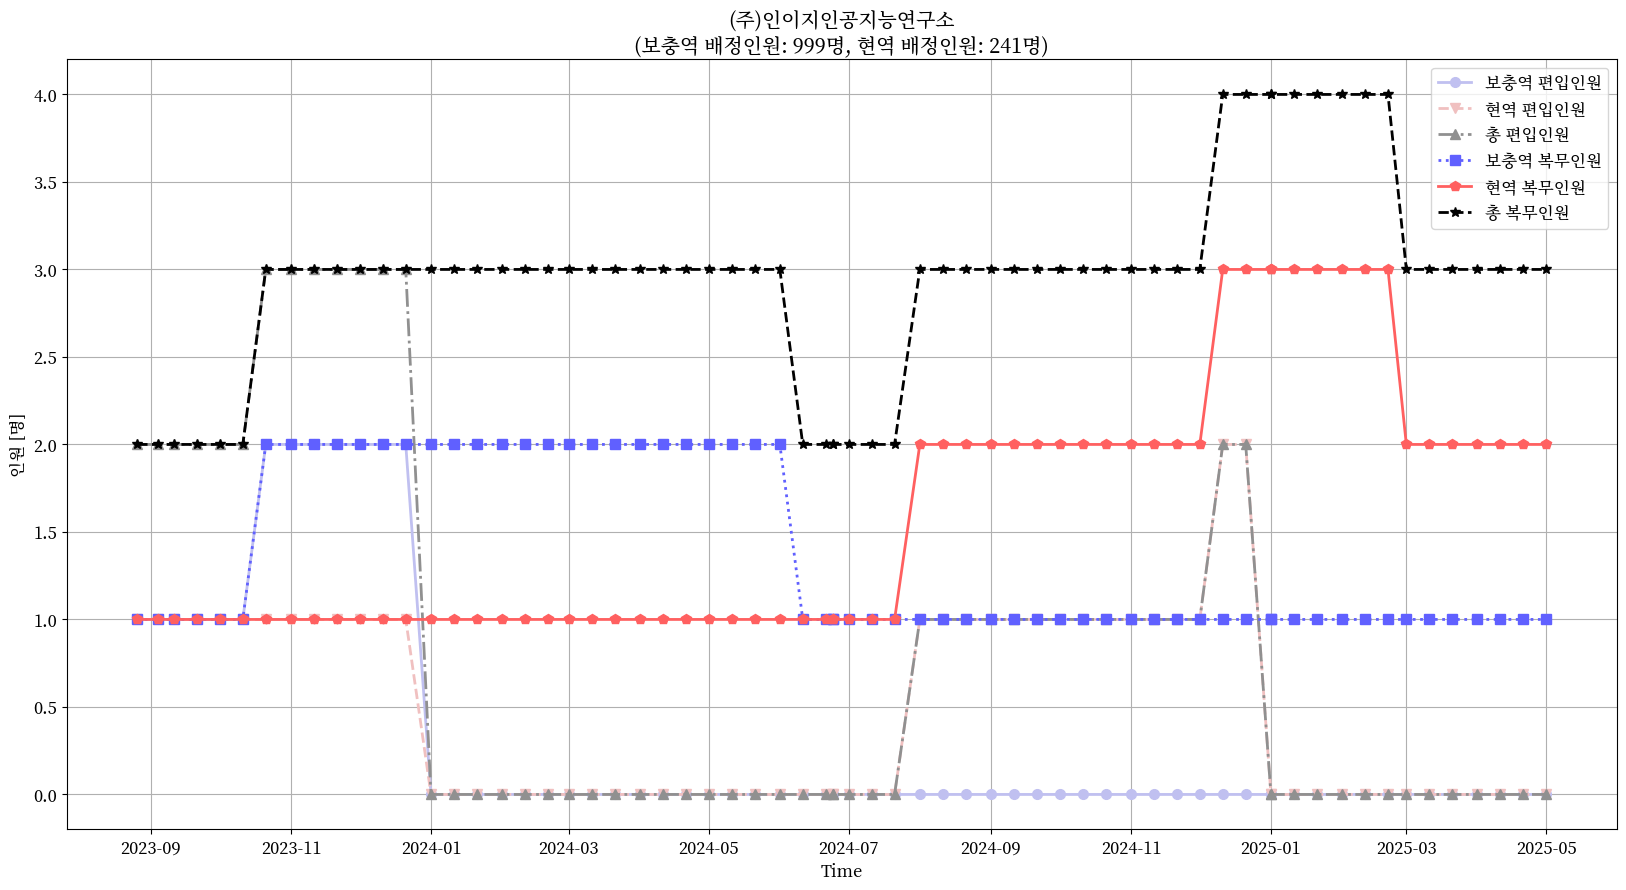 (주)인이지인공지능연구소
(보충역 배정인원: 999명, 현역 배정인원: 241명)
보충역 편입인원
현역 편입인원
총 편입인원
보충역 복무인원
현역 복무인원
총 복무인원
인원 [명]
4.0
3.5
3.0
2.5
2.0
1.5
1.0
0.5
0.0
2023-09 2023-11 2024-01 2024-03 2024-05 2024-07 2024-09 2024-11 2025-01 2025-03 2025-05
Time